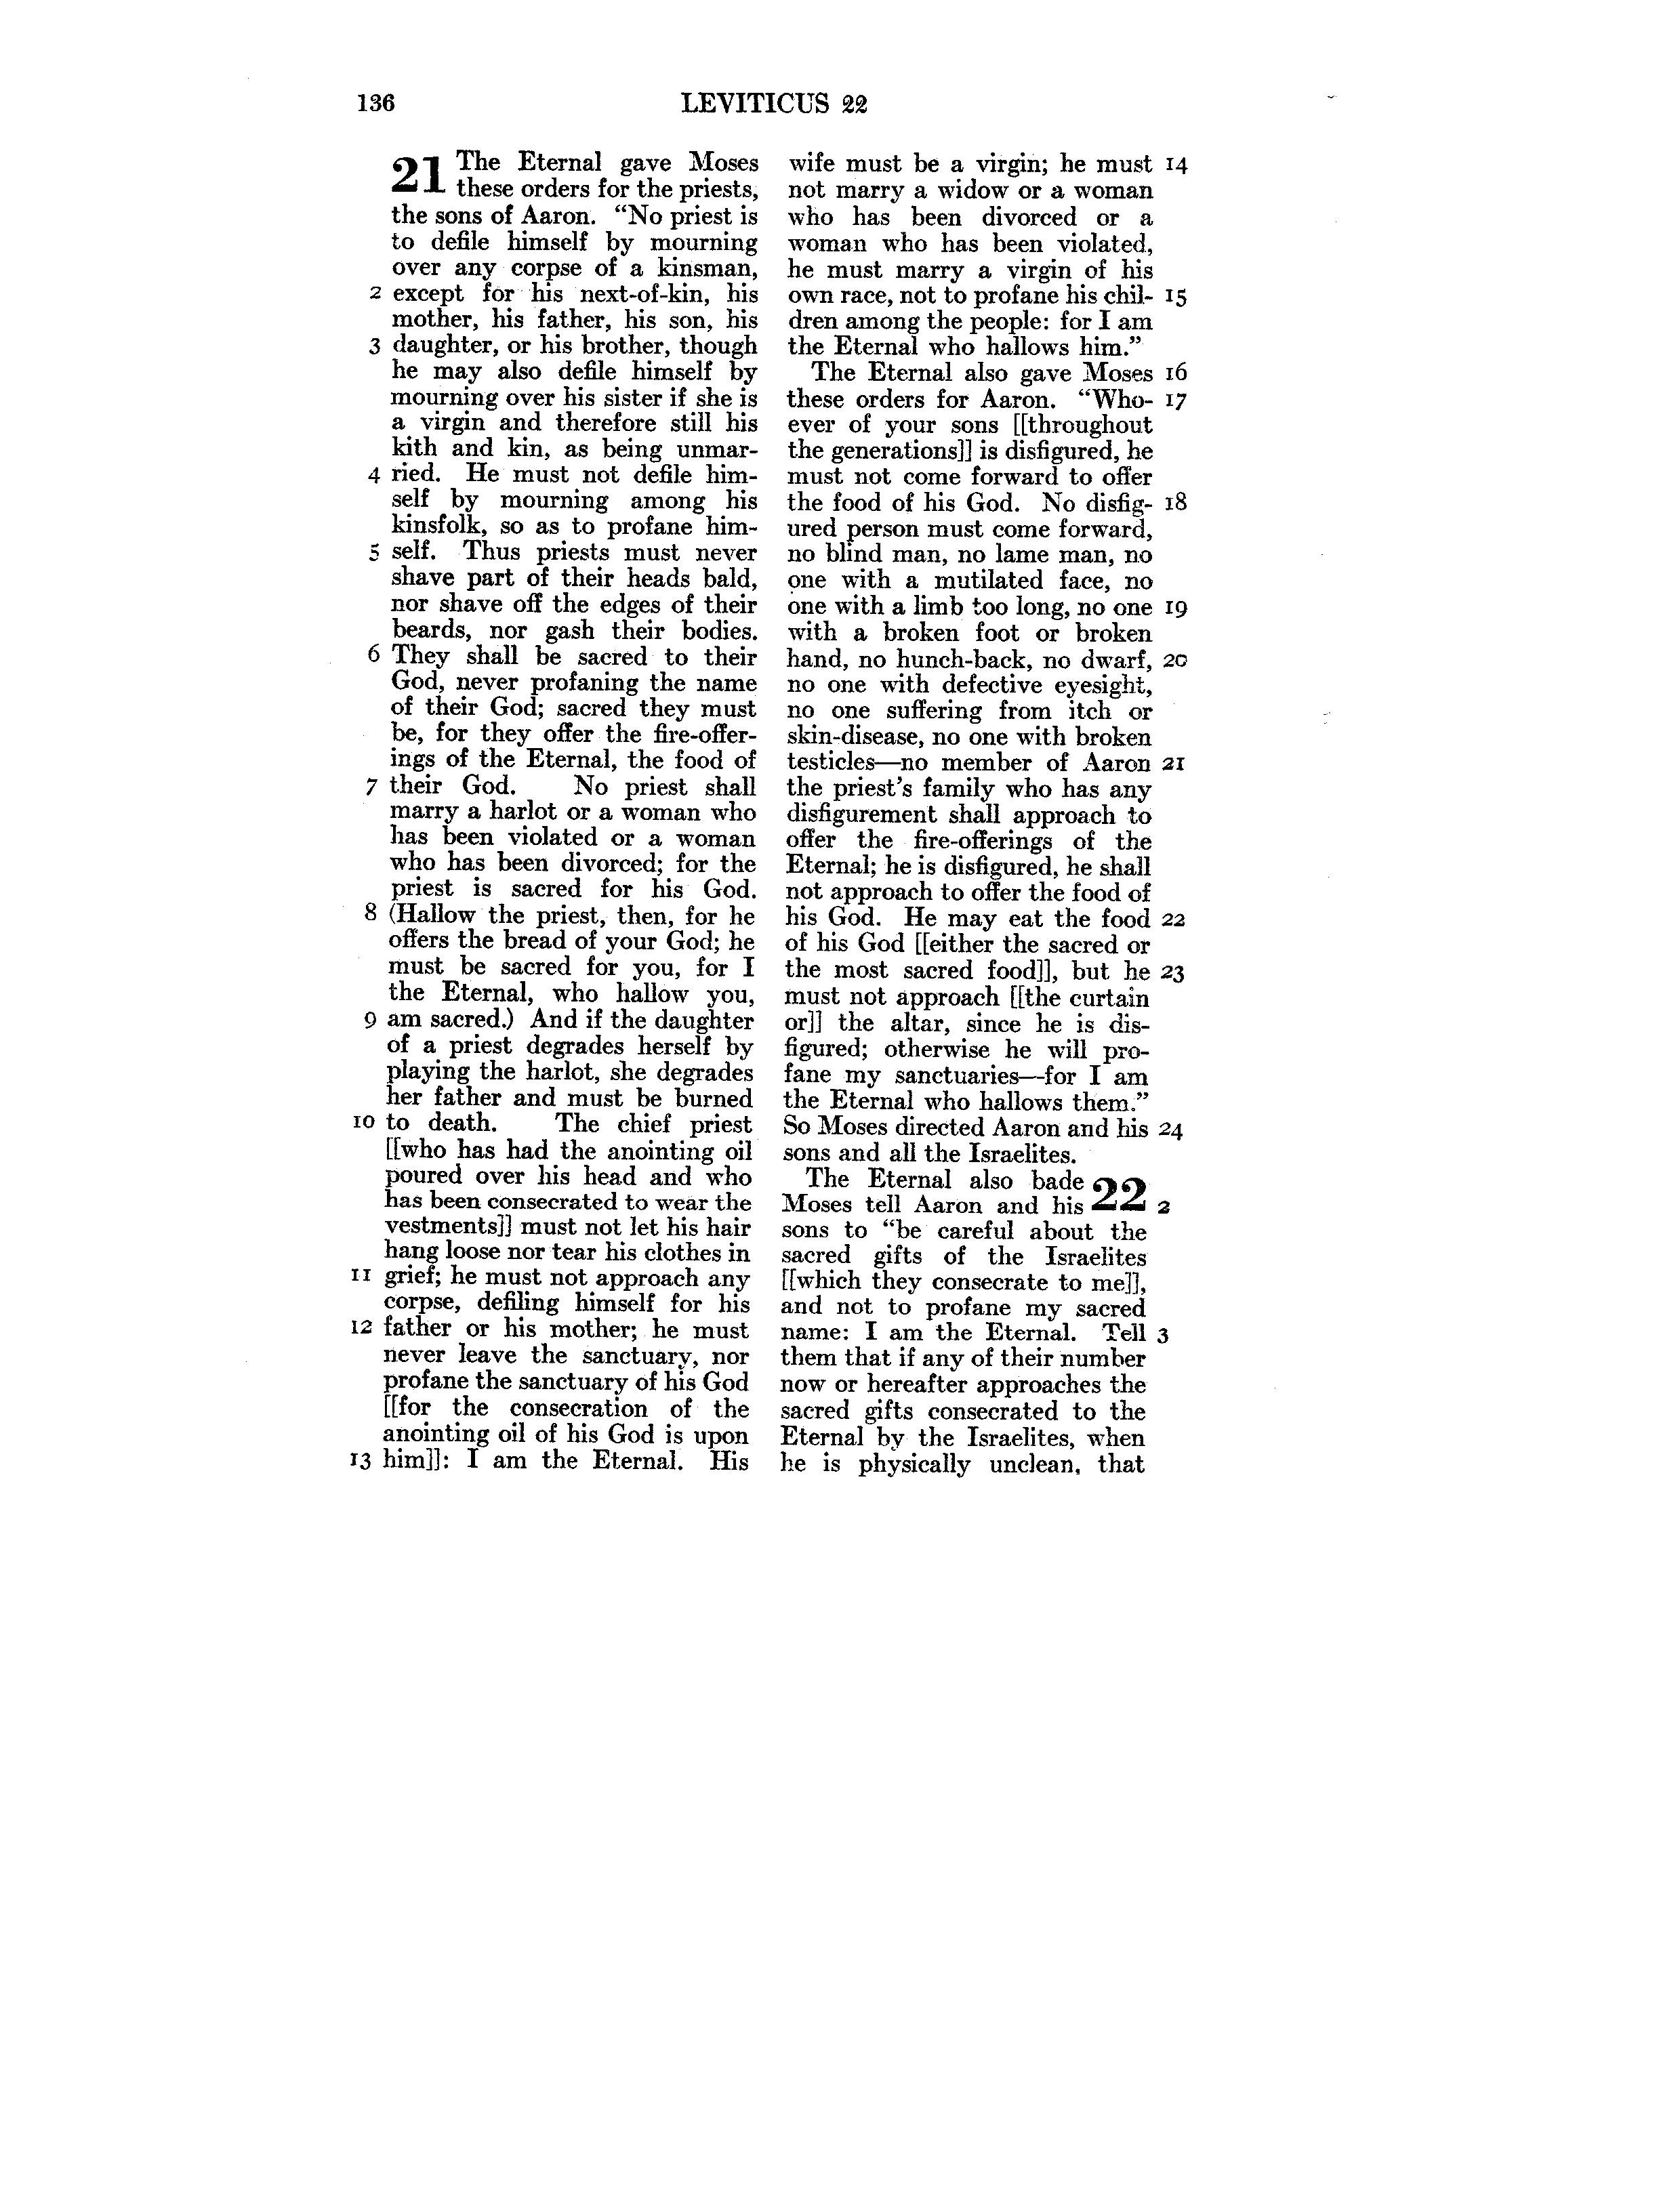 136 LEVITICUS 22
21 The Eternal gave Moses
these orders for the priests,
the sons of Aaron. “No priest is
to defile himself by mourning
over any corpse of a kinsman,
2 except for his next-of-kin, his
mother, his father, his son, his
3 daughter, or his brother, though
he may also defile himself by
mourning over his sister if she is
a virgin and therefore still his
kith and kin, as being unmar-
4 ried. He must not defile him-
self by mourning among his
kinsfolk, so as to profane him-
5 self. Thus priests must never
shave part of their heads bald,
nor shave off the edges of their
beards, nor gash their bodies.
6 They shall be sacred to their
God, never profaning the name
of their God; sacred they must
be, for they offer the fire-offer-
ings of the Eternal, the food of
7 their God. No priest shall
marry a harlot or a woman who
has been violated or a woman
who has been divorced; for the
priest is sacred for his God.
8 (Hallow the priest, then, for he
offers the bread of your God; he
must be sacred for you, for I
the Eternal, who hallow you,
9 am sacred.) And if the daughter
of a priest degrades herself by
playing the harlot, she degrades
her father and must be burned
10 to death. The chief priest
[[who has had the anointing oil
poured over his head and who
has been consecrated to wear the
vestments]] must not let his hair
hang loose nor tear his clothes in
11 grief; he must not approach any
corpse, defiling himself for his
12 father or his mother; he must
never leave the sanctuary, nor
profane the sanctuary of his God
[[for the consecration of the
anointing oil of his God is upon
13 him]]: I am the Eternal. His
wife must be a virgin; he must 14
not marry a widow or a woman
who has been divorced or a
woman who has been violated,
he must marry a virgin of his
own race, not to profane his chil- 15
dren among the people: for I am
the Eternal who hallows him.”
The Eternal also gave Moses 16
these orders for Aaron. “Who- 17
ever of your sons [[throughout
the generations]] is disfigured, he
must not come forward to offer
the food of his God. No disfig- 18
ured person must come forward,
no blind man, no lame man, no
one with a mutilated face, no
one with a limb too long, no one 19
with a broken foot or broken
hand, no hunch-back, no dwarf, 20
no one with defective eyesight,
no one suffering from itch or
skin-disease, no one with broken
testicles—no member of Aaron 21
the priest’s family who has any
disfigurement shall approach to
offer the fire-offerings of the
Eternal; he is disfigured, he shall
not approach to offer the food of
his God. He may eat the food 22
of his God [[either the sacred or
the most sacred food]], but he 23
must not approach [[the curtain
or]] the altar, since he is dis-
figured; otherwise he will pro-
fane my sanctuaries—for I am
the Eternal who hallows them.”
So Moses directed Aaron and his 24
sons and all the Israelites.
The Eternal also bade 22
Moses tell Aaron and his 2
sons to “be careful about the
sacred gifts of the Israelites
[[which they consecrate to me]],
and not to profane my sacred
name: I am the Eternal. Tell 3
them that if any of their number
now or hereafter approaches the
sacred gifts consecrated to the
Eternal by the Israelites, when
he is physically unclean, that